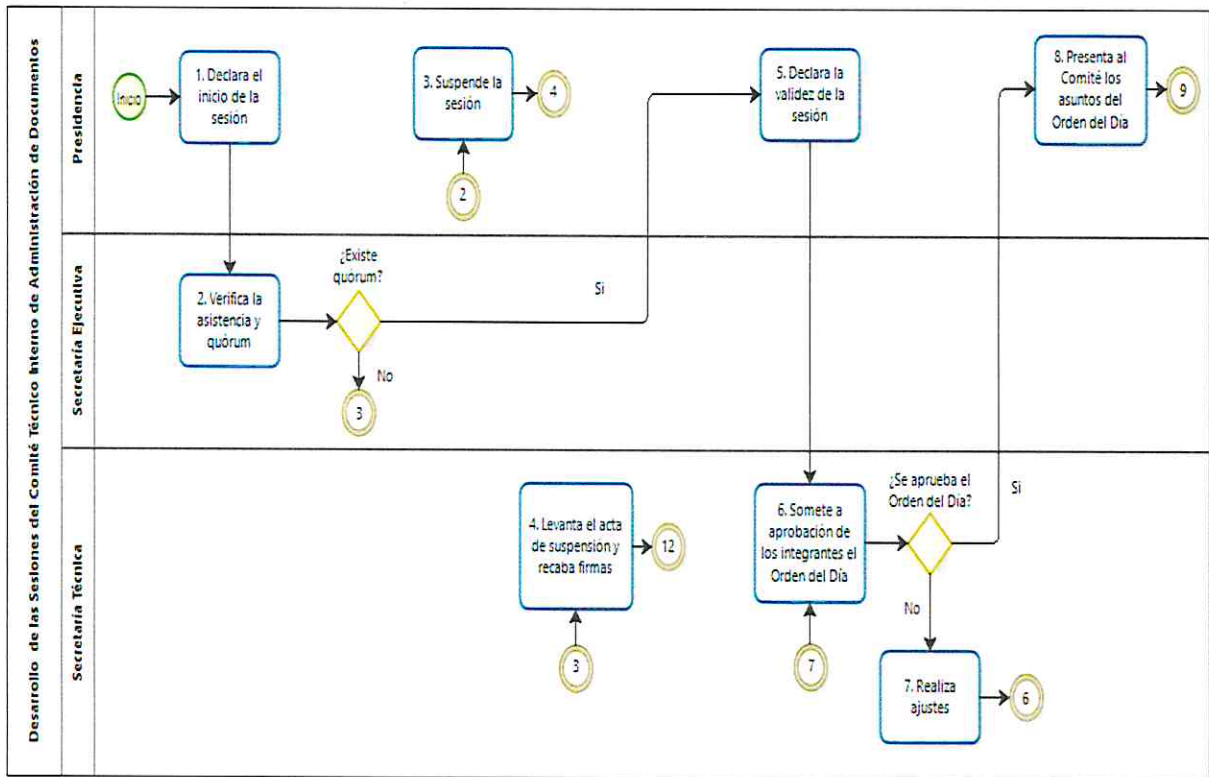 Desarrollo de las Sesiones del Comité Técnico Interno de Administración de Documentos
Presidencia
Inicio
1. Declara el
inicio de la
sesión
3. Suspende la
sesión
4
2
5. Declara la
validez de la
sesión
8. Presenta al
Comité los
asuntos del
Orden del Día
9
Secretaría Ejecutiva
2. Verifica la
asistencia y
quórum
¿Existe
quórum?
Si
No
3
Secretaría Técnica
4. Levanta el acta
de suspensión y
recaba firmas
12
3
6. Somete a
aprobación de
los integrantes el
Orden del Día
7
¿Se aprueba el
Orden del Día?
Si
No
7. Realiza
ajustes
6